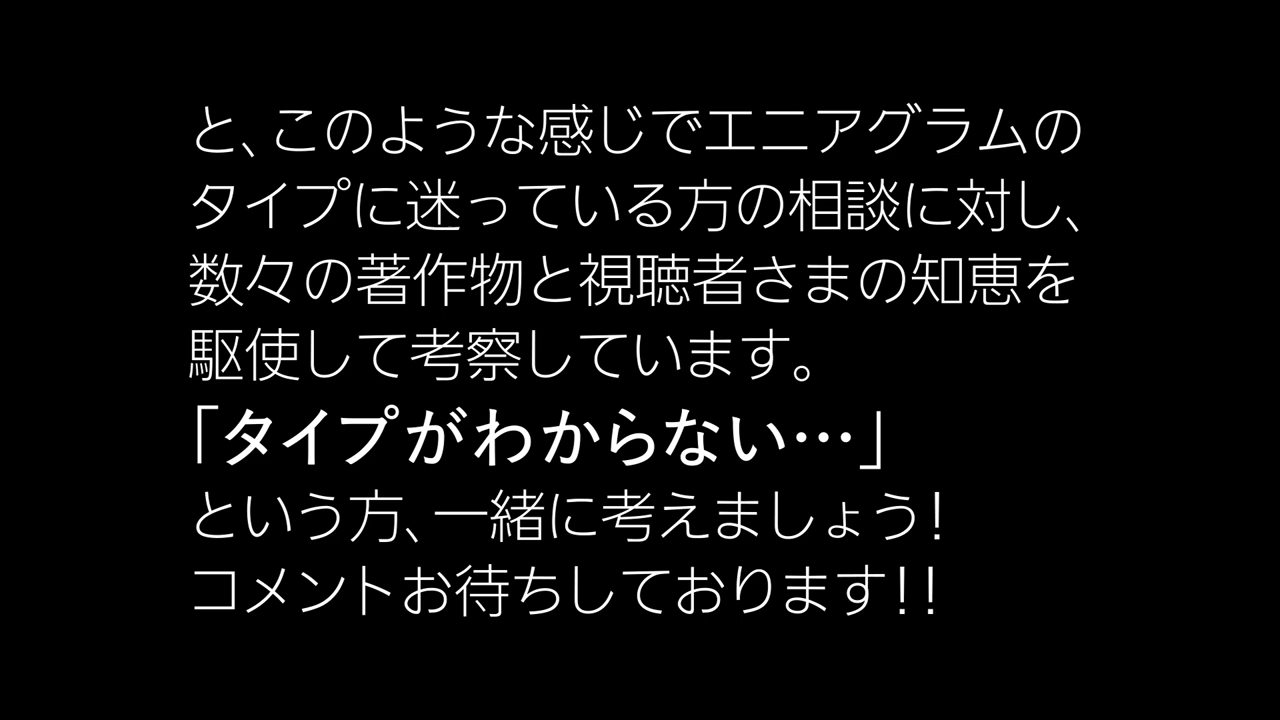 と、このような感じでエニアグラムの
タイプに迷っている方の相談に対し、
数々の著作物と視聴者さまの知恵を
駆使して考察しています。
「タイプがわからない…」
という方、一緒に考えましょう！
コメントお待ちしております！！